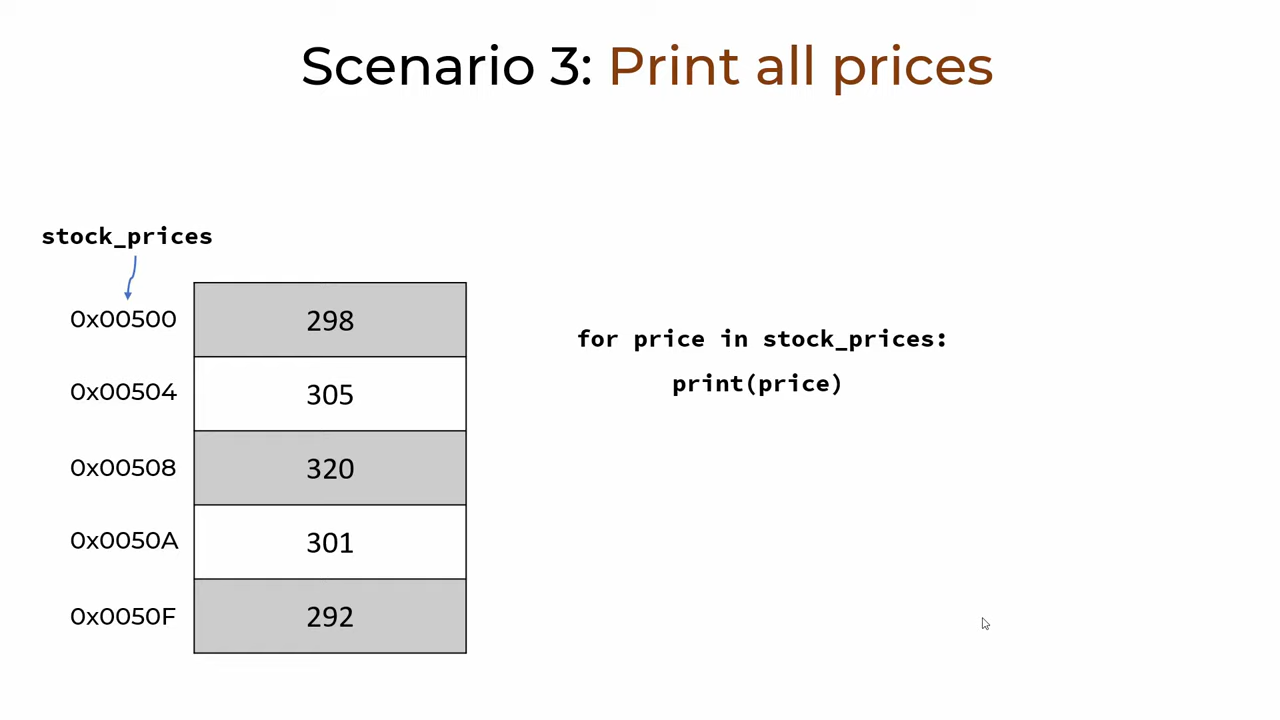 Scenario 3: Print all prices
stock_prices
0x00500 298
0x00504 305
0x00508 320
0x0050A 301
0x0050F 292
for price in stock_prices:
print(price)